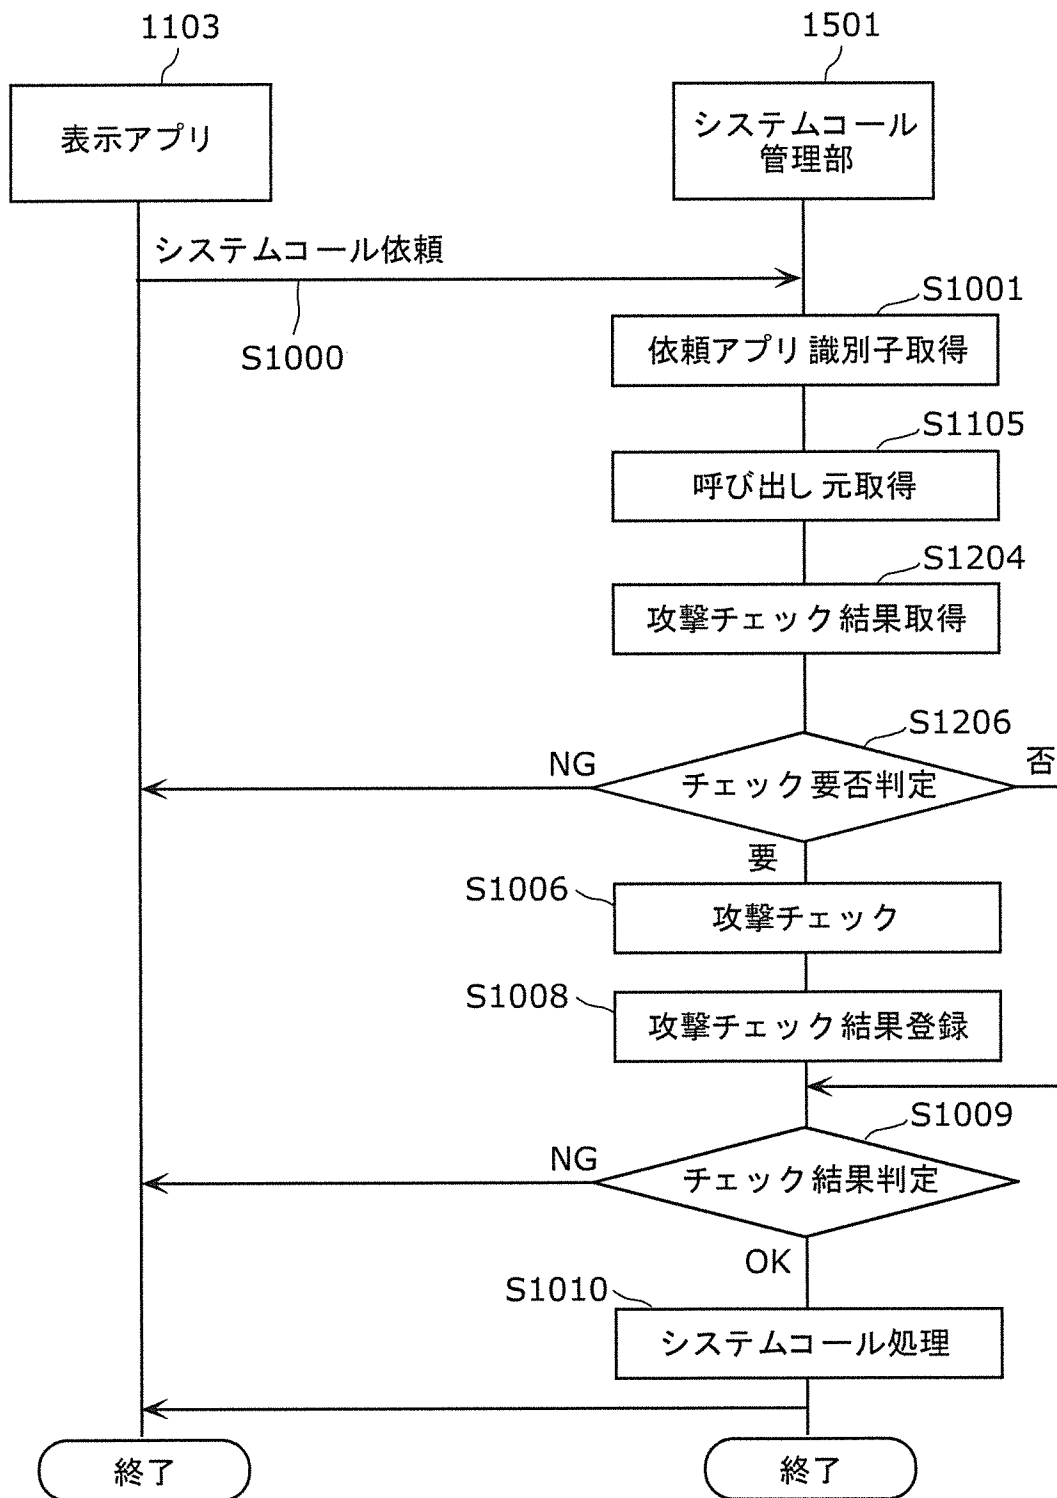 1103
1501
表示アプリ
システムコール
管理部
システムコール依頼
S1000
S1001
依頼アプリ識別子取得
S1105
呼び出し元取得
S1204
攻撃チェック結果取得
S1206
NG
チェック要否判定
否
要
S1006
攻撃チェック
S1008
攻撃チェック結果登録
S1009
NG
チェック結果判定
OK
S1010
システムコール処理
終了
終了